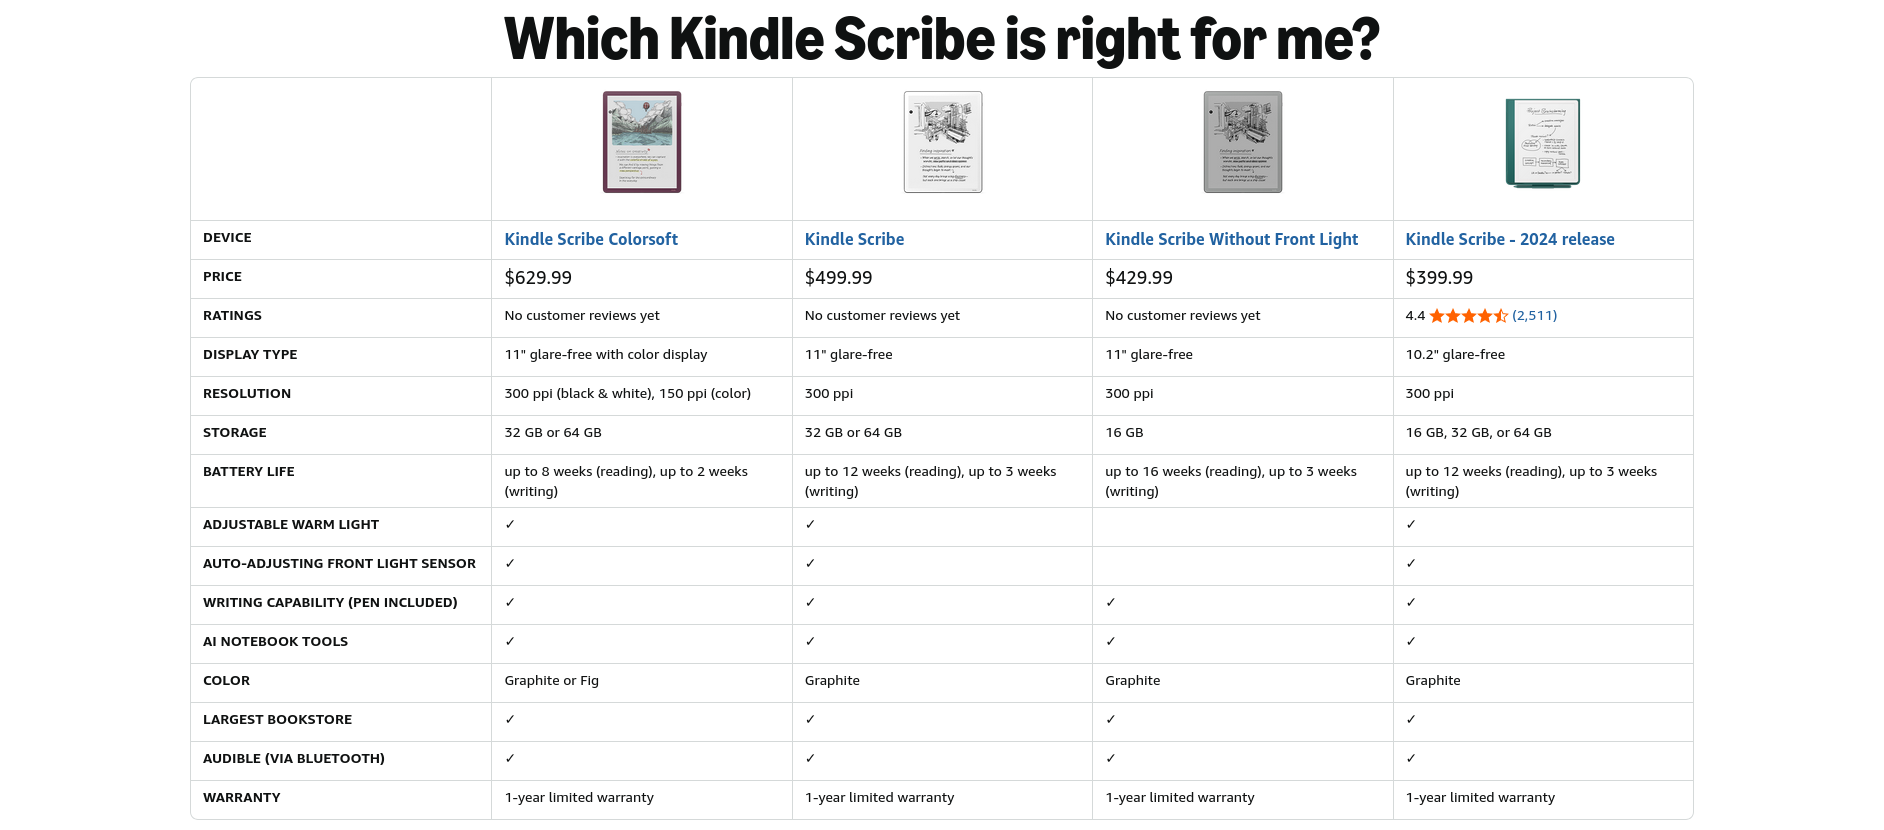 Which Kindle Scribe is right for me?
DEVICE Kindle Scribe Colorsoft Kindle Scribe Kindle Scribe Without Front Light Kindle Scribe - 2024 release
PRICE $629.99 $499.99 $429.99 $399.99
RATINGS No customer reviews yet No customer reviews yet No customer reviews yet 4.4 (2,511)
DISPLAY TYPE 11" glare-free with color display 11" glare-free 11" glare-free 10.2" glare-free
RESOLUTION 300 ppi (black & white), 150 ppi (color) 300 ppi 300 ppi 300 ppi
STORAGE 32 GB or 64 GB 32 GB or 64 GB 16 GB 16 GB, 32 GB, or 64 GB
BATTERY LIFE up to 8 weeks (reading), up to 2 weeks (writing) up to 12 weeks (reading), up to 3 weeks (writing) up to 16 weeks (reading), up to 3 weeks (writing) up to 12 weeks (reading), up to 3 weeks (writing)
ADJUSTABLE WARM LIGHT ✓ ✓ ✓
AUTO-ADJUSTING FRONT LIGHT SENSOR ✓ ✓ ✓
WRITING CAPABILITY (PEN INCLUDED) ✓ ✓ ✓ ✓
AI NOTEBOOK TOOLS ✓ ✓ ✓ ✓
COLOR Graphite or Fig Graphite Graphite Graphite
LARGEST BOOKSTORE ✓ ✓ ✓ ✓
AUDIBLE (VIA BLUETOOTH) ✓ ✓ ✓ ✓
WARRANTY 1-year limited warranty 1-year limited warranty 1-year limited warranty 1-year limited warranty